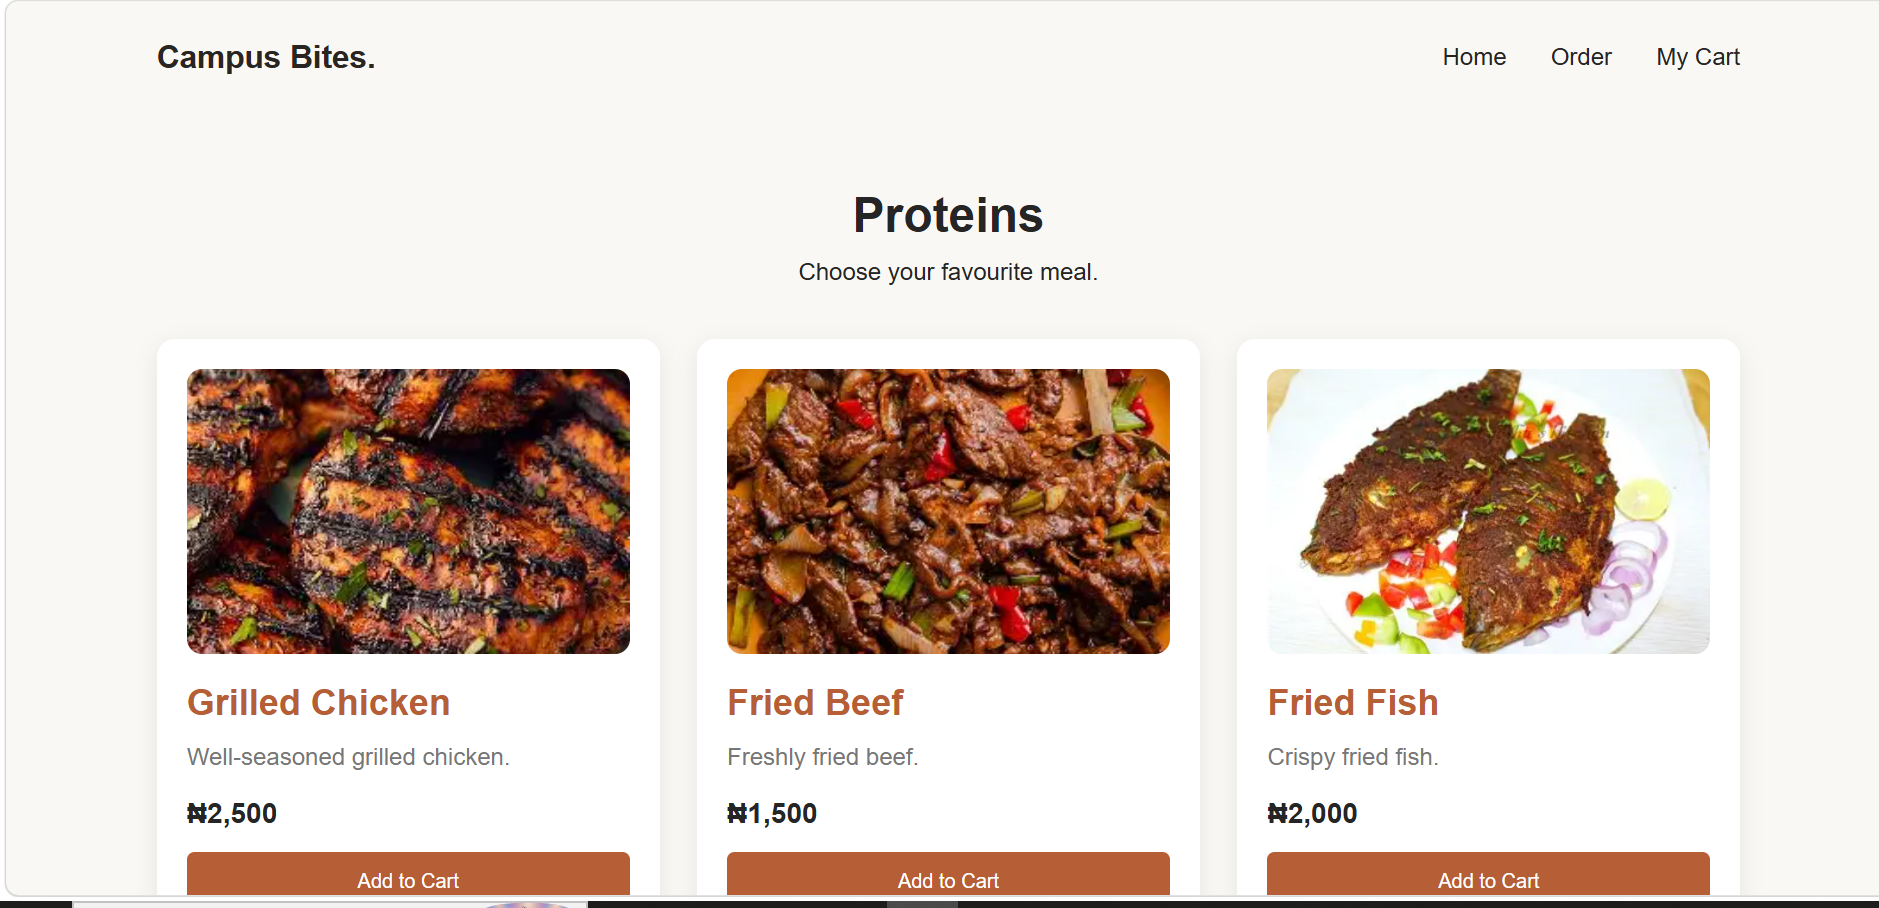 Campus Bites.
Home Order My Cart
Proteins
Choose your favourite meal.
Grilled Chicken
Well-seasoned grilled chicken.
₦2,500
Add to Cart
Fried Beef
Freshly fried beef.
₦1,500
Add to Cart
Fried Fish
Crispy fried fish.
₦2,000
Add to Cart